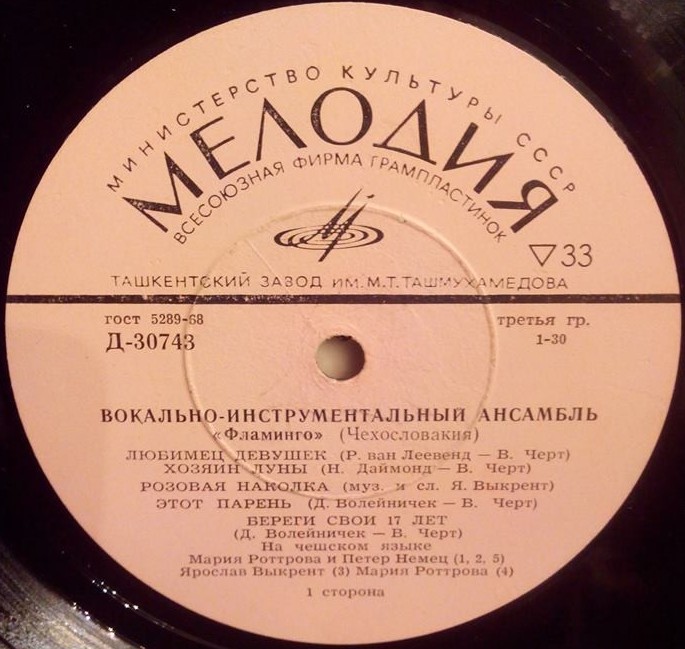 МИНИСТЕРСТВО КУЛЬТУРЫ СССР
МЕЛОДИЯ
ВСЕСОЮЗНАЯ ФИРМА ГРАМПЛАСТИНОК
▽33
ТАШКЕНТСКИЙ ЗАВОД ИМ. М.Т.ТАШМУХАМЕДОВА
гост 5289-68 третья гр.
Д-30743 1-30
ВОКАЛЬНО-ИНСТРУМЕНТАЛЬНЫЙ АНСАМБЛЬ
«Фламинго» (Чехословакия)
ЛЮБИМЕЦ ДЕВУШЕК (Р. ван Леевенд — В. Черт)
ХОЗЯИН ЛУНЫ (Н. Даймонд — В. Черт)
РОЗОВАЯ НАКОЛКА (муз. и сл. Я. Выкрент)
ЭТОТ ПАРЕНЬ (Д. Волейничек — В. Черт)
БЕРЕГИ СВОИ 17 ЛЕТ
(Д. Волейничек — В. Черт)
На чешском языке
Мария Роттрова и Петер Немец (1, 2, 5)
Ярослав Выкрент (3) Мария Роттрова (4)
1 сторона